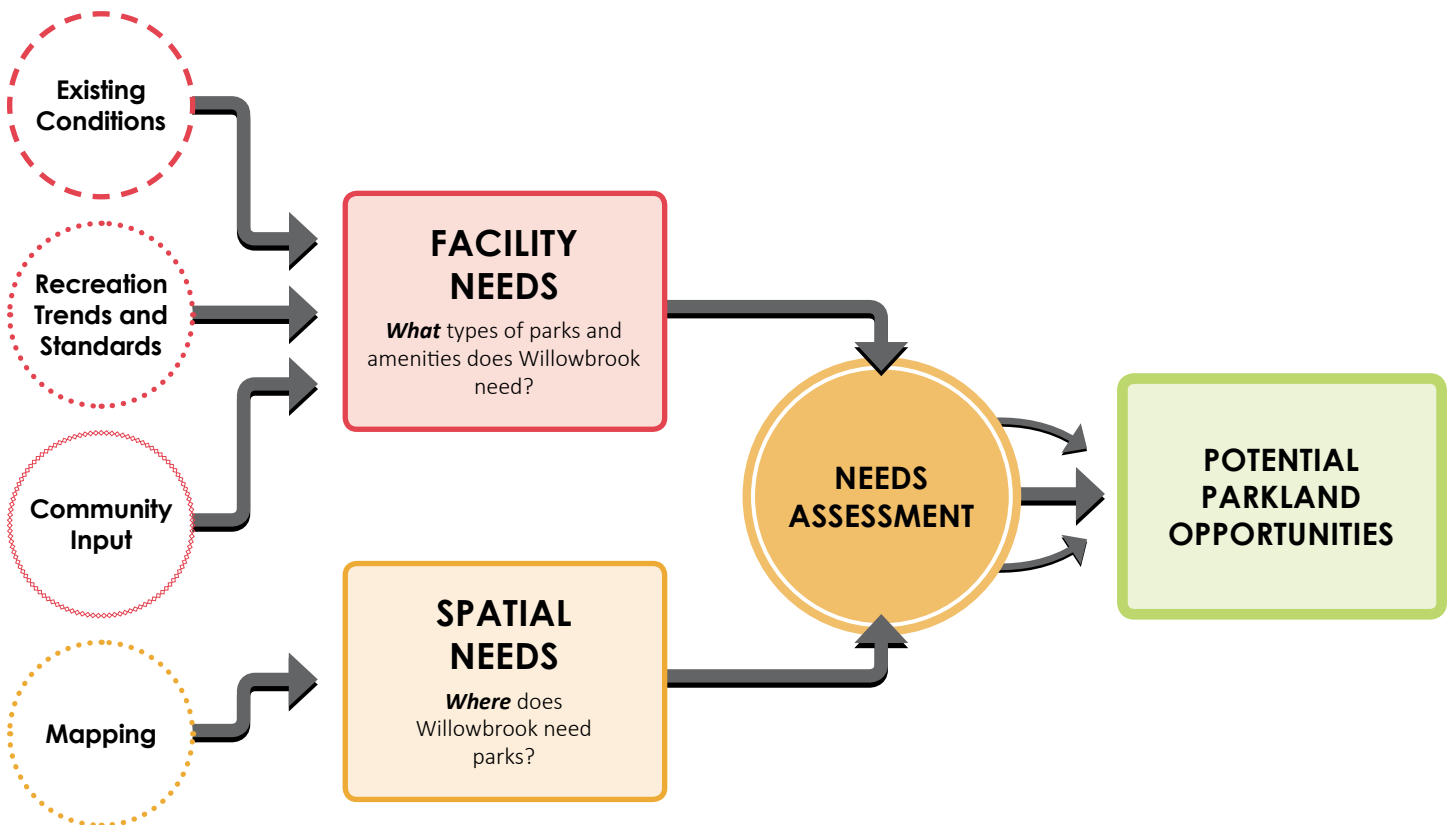 Existing
Conditions
Recreation
Trends and
Standards
Community
Input
Mapping
FACILITY
NEEDS
What types of parks and
amenities does Willowbrook
need?
SPATIAL
NEEDS
Where does
Willowbrook need
parks?
NEEDS
ASSESSMENT
POTENTIAL
PARKLAND
OPPORTUNITIES